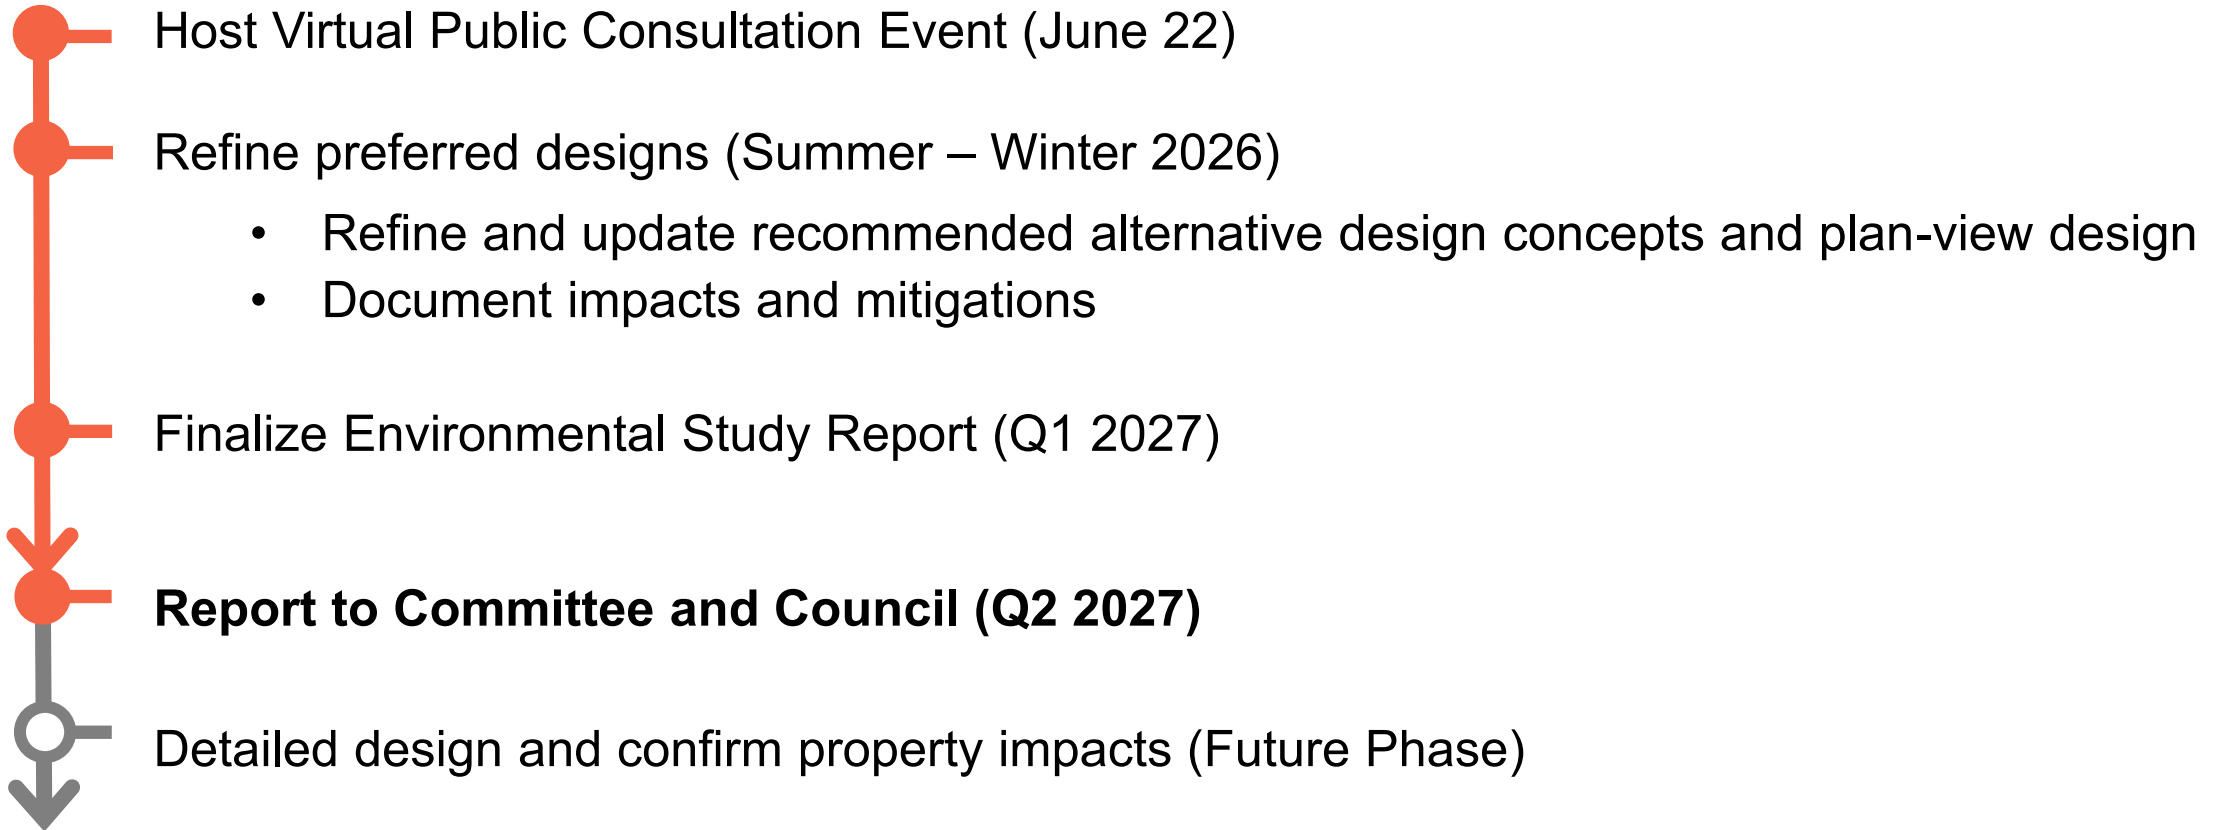 Host Virtual Public Consultation Event (June 22)
Refine preferred designs (Summer – Winter 2026)
• Refine and update recommended alternative design concepts and plan-view design
• Document impacts and mitigations
Finalize Environmental Study Report (Q1 2027)
Report to Committee and Council (Q2 2027)
Detailed design and confirm property impacts (Future Phase)